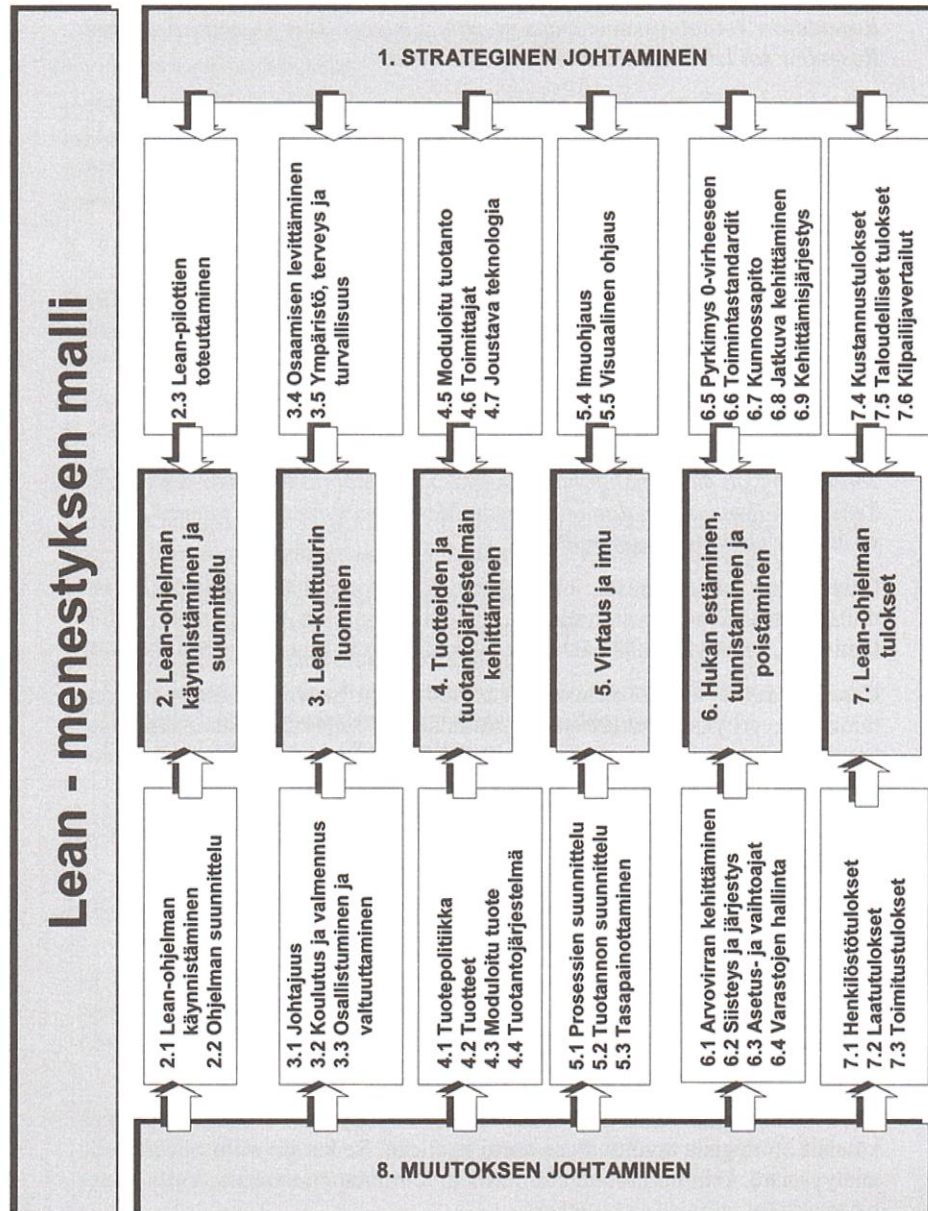 Lean - menestyksen malli
1. STRATEGINEN JOHTAMINEN
2.1 Lean-ohjelman
käynnistäminen
2.2 Ohjelman suunnittelu
2. Lean-ohjelman
käynnistäminen ja
suunnittelu
2.3 Lean-pilottien
toteuttaminen
3.1 Johtajuus
3.2 Koulutus ja valmennus
3.3 Osallistuminen ja
valtuuttaminen
3. Lean-kulttuurin
luominen
3.4 Osaamisen levittäminen
3.5 Ympäristö, terveys ja
turvallisuus
4.1 Tuotepolitiikka
4.2 Tuotteet
4.3 Moduloitu tuote
4.4 Tuotantojärjestelmä
4. Tuotteiden ja
tuotantojärjestelmän
kehittäminen
4.5 Moduloitu tuotanto
4.6 Toimittajat
4.7 Joustava teknologia
5.1 Prosessien suunnittelu
5.2 Tuotannon suunnittelu
5.3 Tasapainottaminen
5. Virtaus ja imu
5.4 Imuohjaus
5.5 Visuaalinen ohjaus
6.1 Arvovirran kehittäminen
6.2 Siisteys ja järjestys
6.3 Asetus- ja vaihtoajat
6.4 Varastojen hallinta
6. Hukan estäminen,
tunnistaminen ja
poistaminen
6.5 Pyrkimys 0-virheeseen
6.6 Toimintastandardit
6.7 Kunnossapito
6.8 Jatkuva kehittäminen
6.9 Kehittämisjärjestys
7.1 Henkilöstötulokset
7.2 Laatutulokset
7.3 Toimitustulokset
7. Lean-ohjelman
tulokset
7.4 Kustannustulokset
7.5 Taloudelliset tulokset
7.6 Kilpailijavertailut
8. MUUTOKSEN JOHTAMINEN